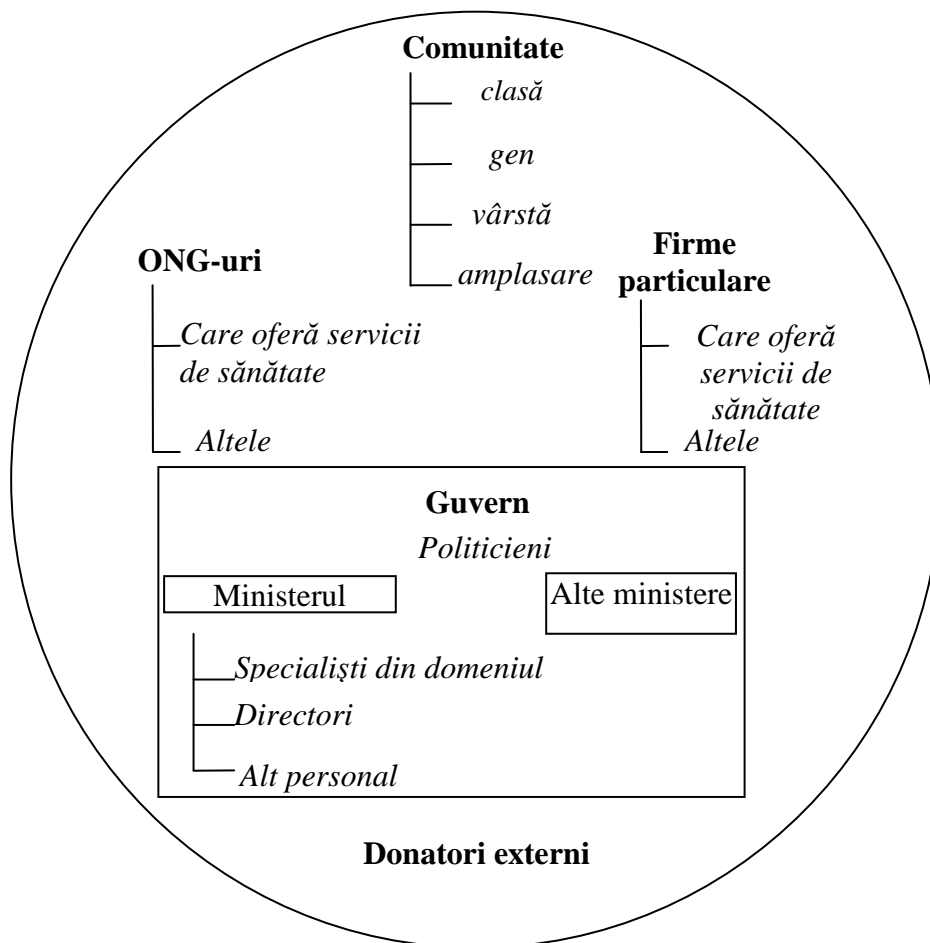 Comunitate
clasă
gen
vârstă
amplasare
ONG-uri
Care oferă servicii
de sănătate
Altele
Firme
particulare
Care oferă
servicii de
sănătate
Altele
Guvern
Politicieni
Ministerul
Alte ministere
Specialişti din domeniul
Directori
Alt personal
Donatori externi